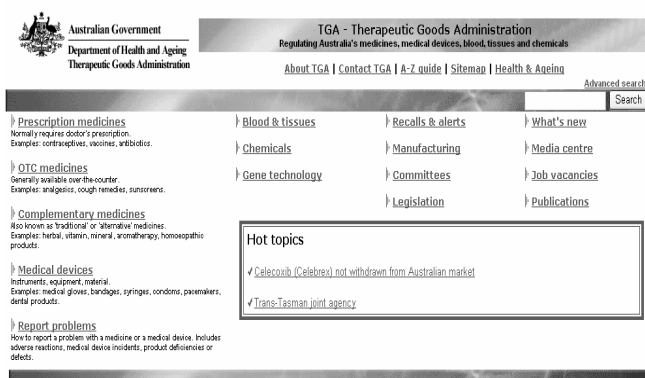 Australian Government
Department of Health and Ageing
Therapeutic Goods Administration
TGA - Therapeutic Goods Administration
Regulating Australia's medicines, medical devices, blood, tissues and chemicals
About TGA | Contact TGA | A-Z guide | Sitemap | Health & Ageing
Advanced search
Search
Prescription medicines
Normally requires doctor's prescription.
Examples: contraceptives, vaccines, antibiotics.
OTC medicines
Generally available over-the-counter.
Examples: analgesics, cough remedies, sunscreens.
Complementary medicines
Also known as 'traditional' or 'alternative' medicines.
Examples: herbal, vitamin, mineral, aromatherapy, homoeopathic
products.
Medical devices
Instruments, equipment, material.
Examples: medical gloves, bandages, syringes, condoms, pacemakers,
dental products.
Report problems
How to report a problem with a medicine or a medical device. Includes
adverse reactions, medical device incidents, product deficiencies or
defects.
Blood & tissues
Chemicals
Gene technology
Recalls & alerts
Manufacturing
Committees
Legislation
What's new
Media centre
Job vacancies
Publications
Hot topics
Celecoxib (Celebrex) not withdrawn from Australian market
Trans-Tasman joint agency